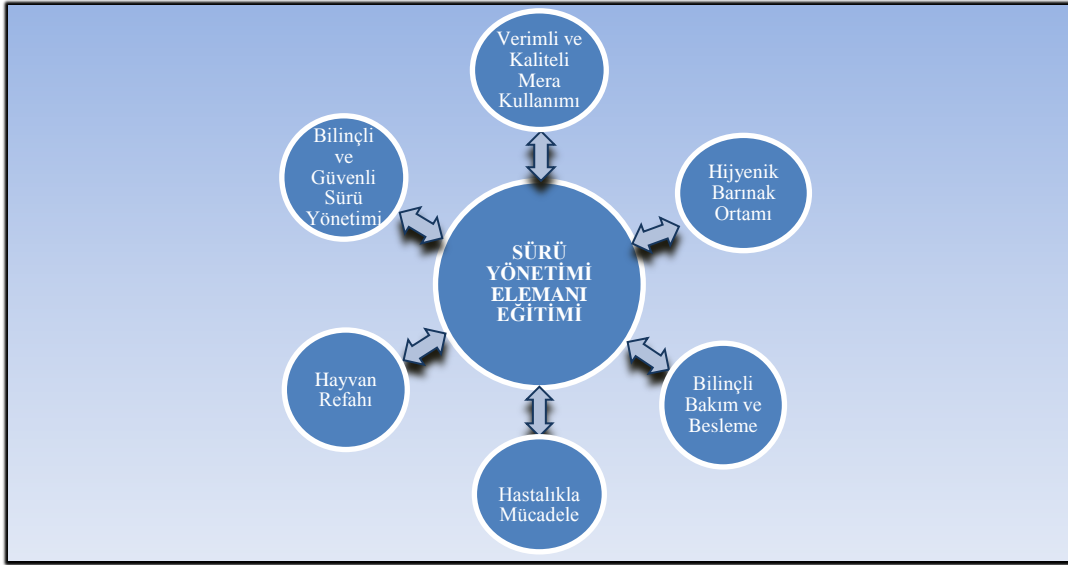 Verimli ve
Kaliteli
Mera
Kullanımı
Bilinçli
ve
Güvenli
Sürü
Yönetimi
Hijyenik
Barınak
Ortamı
SÜRÜ
YÖNETİMİ
ELEMANI
EĞİTİMİ
Hayvan
Refahı
Bilinçli
Bakım ve
Besleme
Hastalıkla
Mücadele